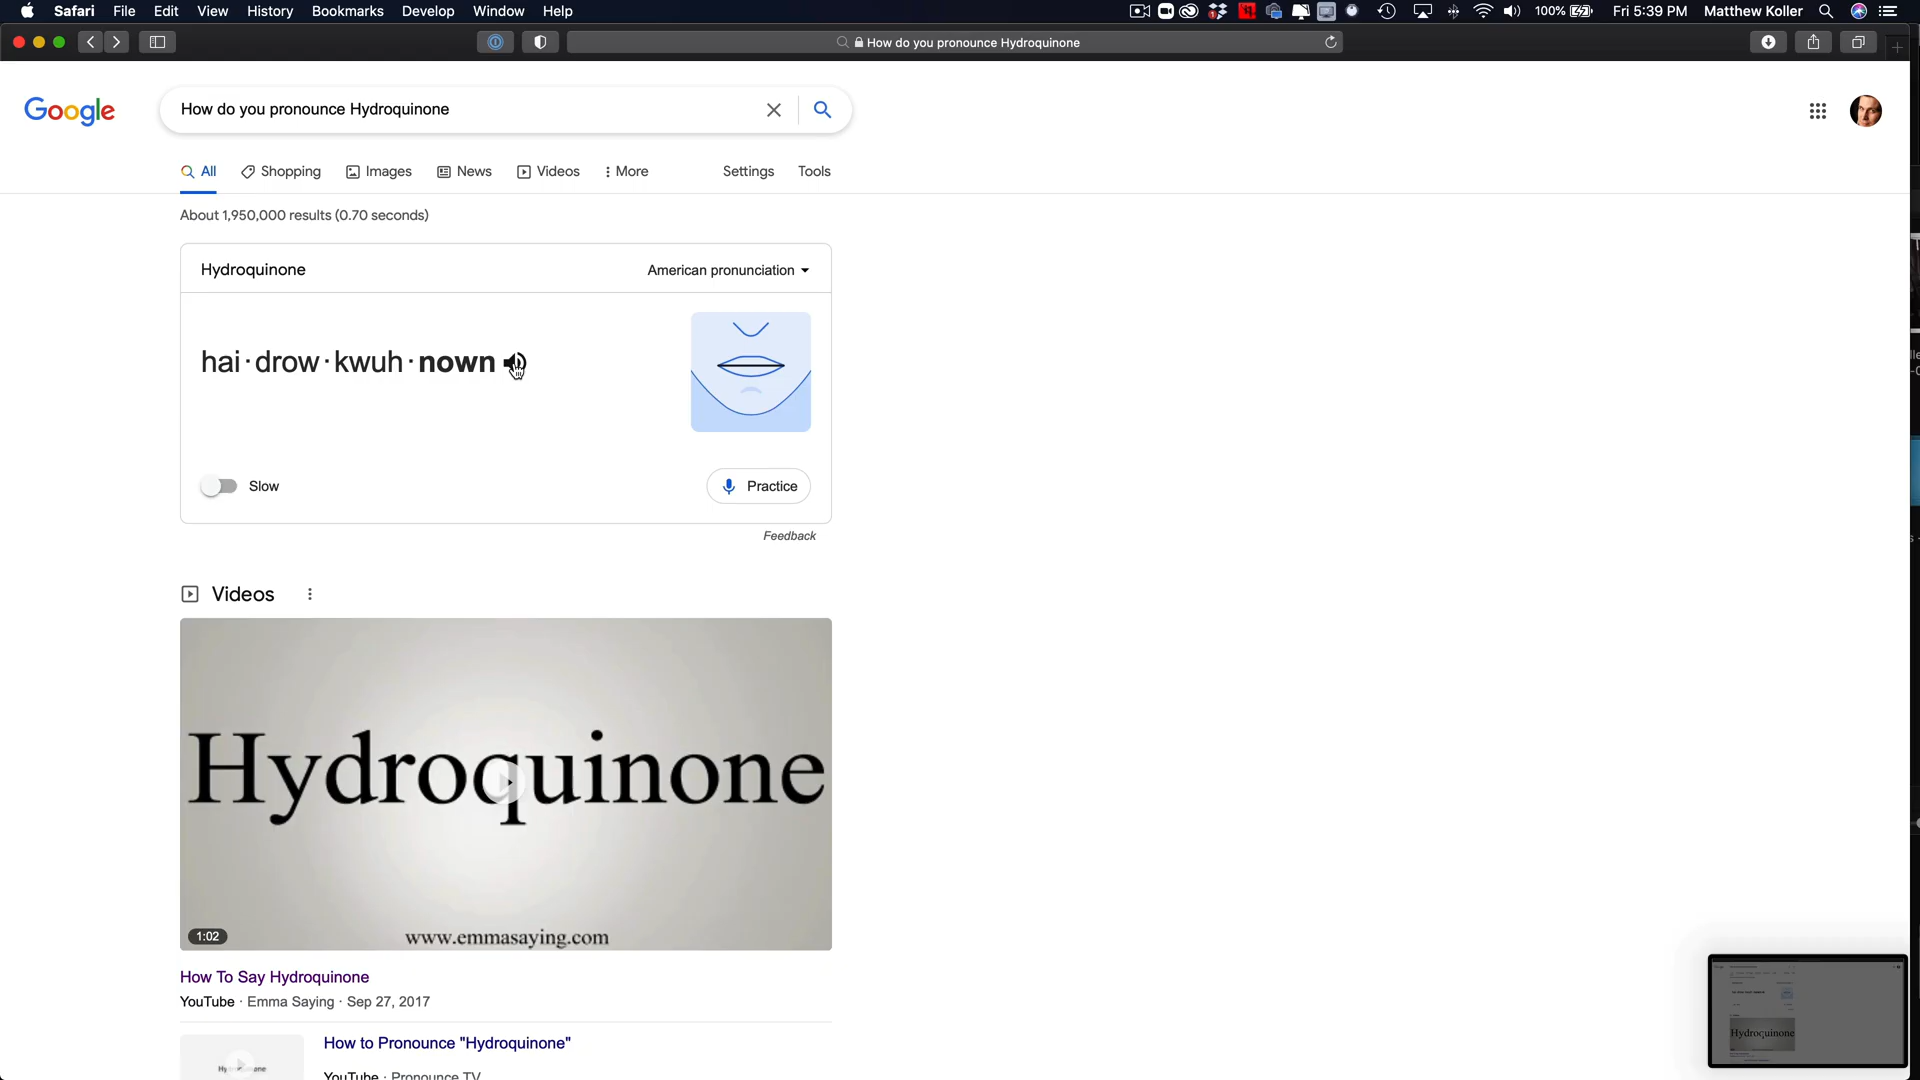 Safari File Edit View History Bookmarks Develop Window Help 100% Fri 5:39 PM Matthew Koller
How do you pronounce Hydroquinone
Google
How do you pronounce Hydroquinone
All Shopping Images News Videos More Settings Tools
About 1,950,000 results (0.70 seconds)
Hydroquinone American pronunciation
hai·drow·kwuh·nown
Slow Practice
Feedback
Videos
Hydroquinone
1:02 www.emmasaying.com
How To Say Hydroquinone
YouTube · Emma Saying · Sep 27, 2017
How to Pronounce "Hydroquinone"
YouTube · Pronounce TV
Hydroquinone